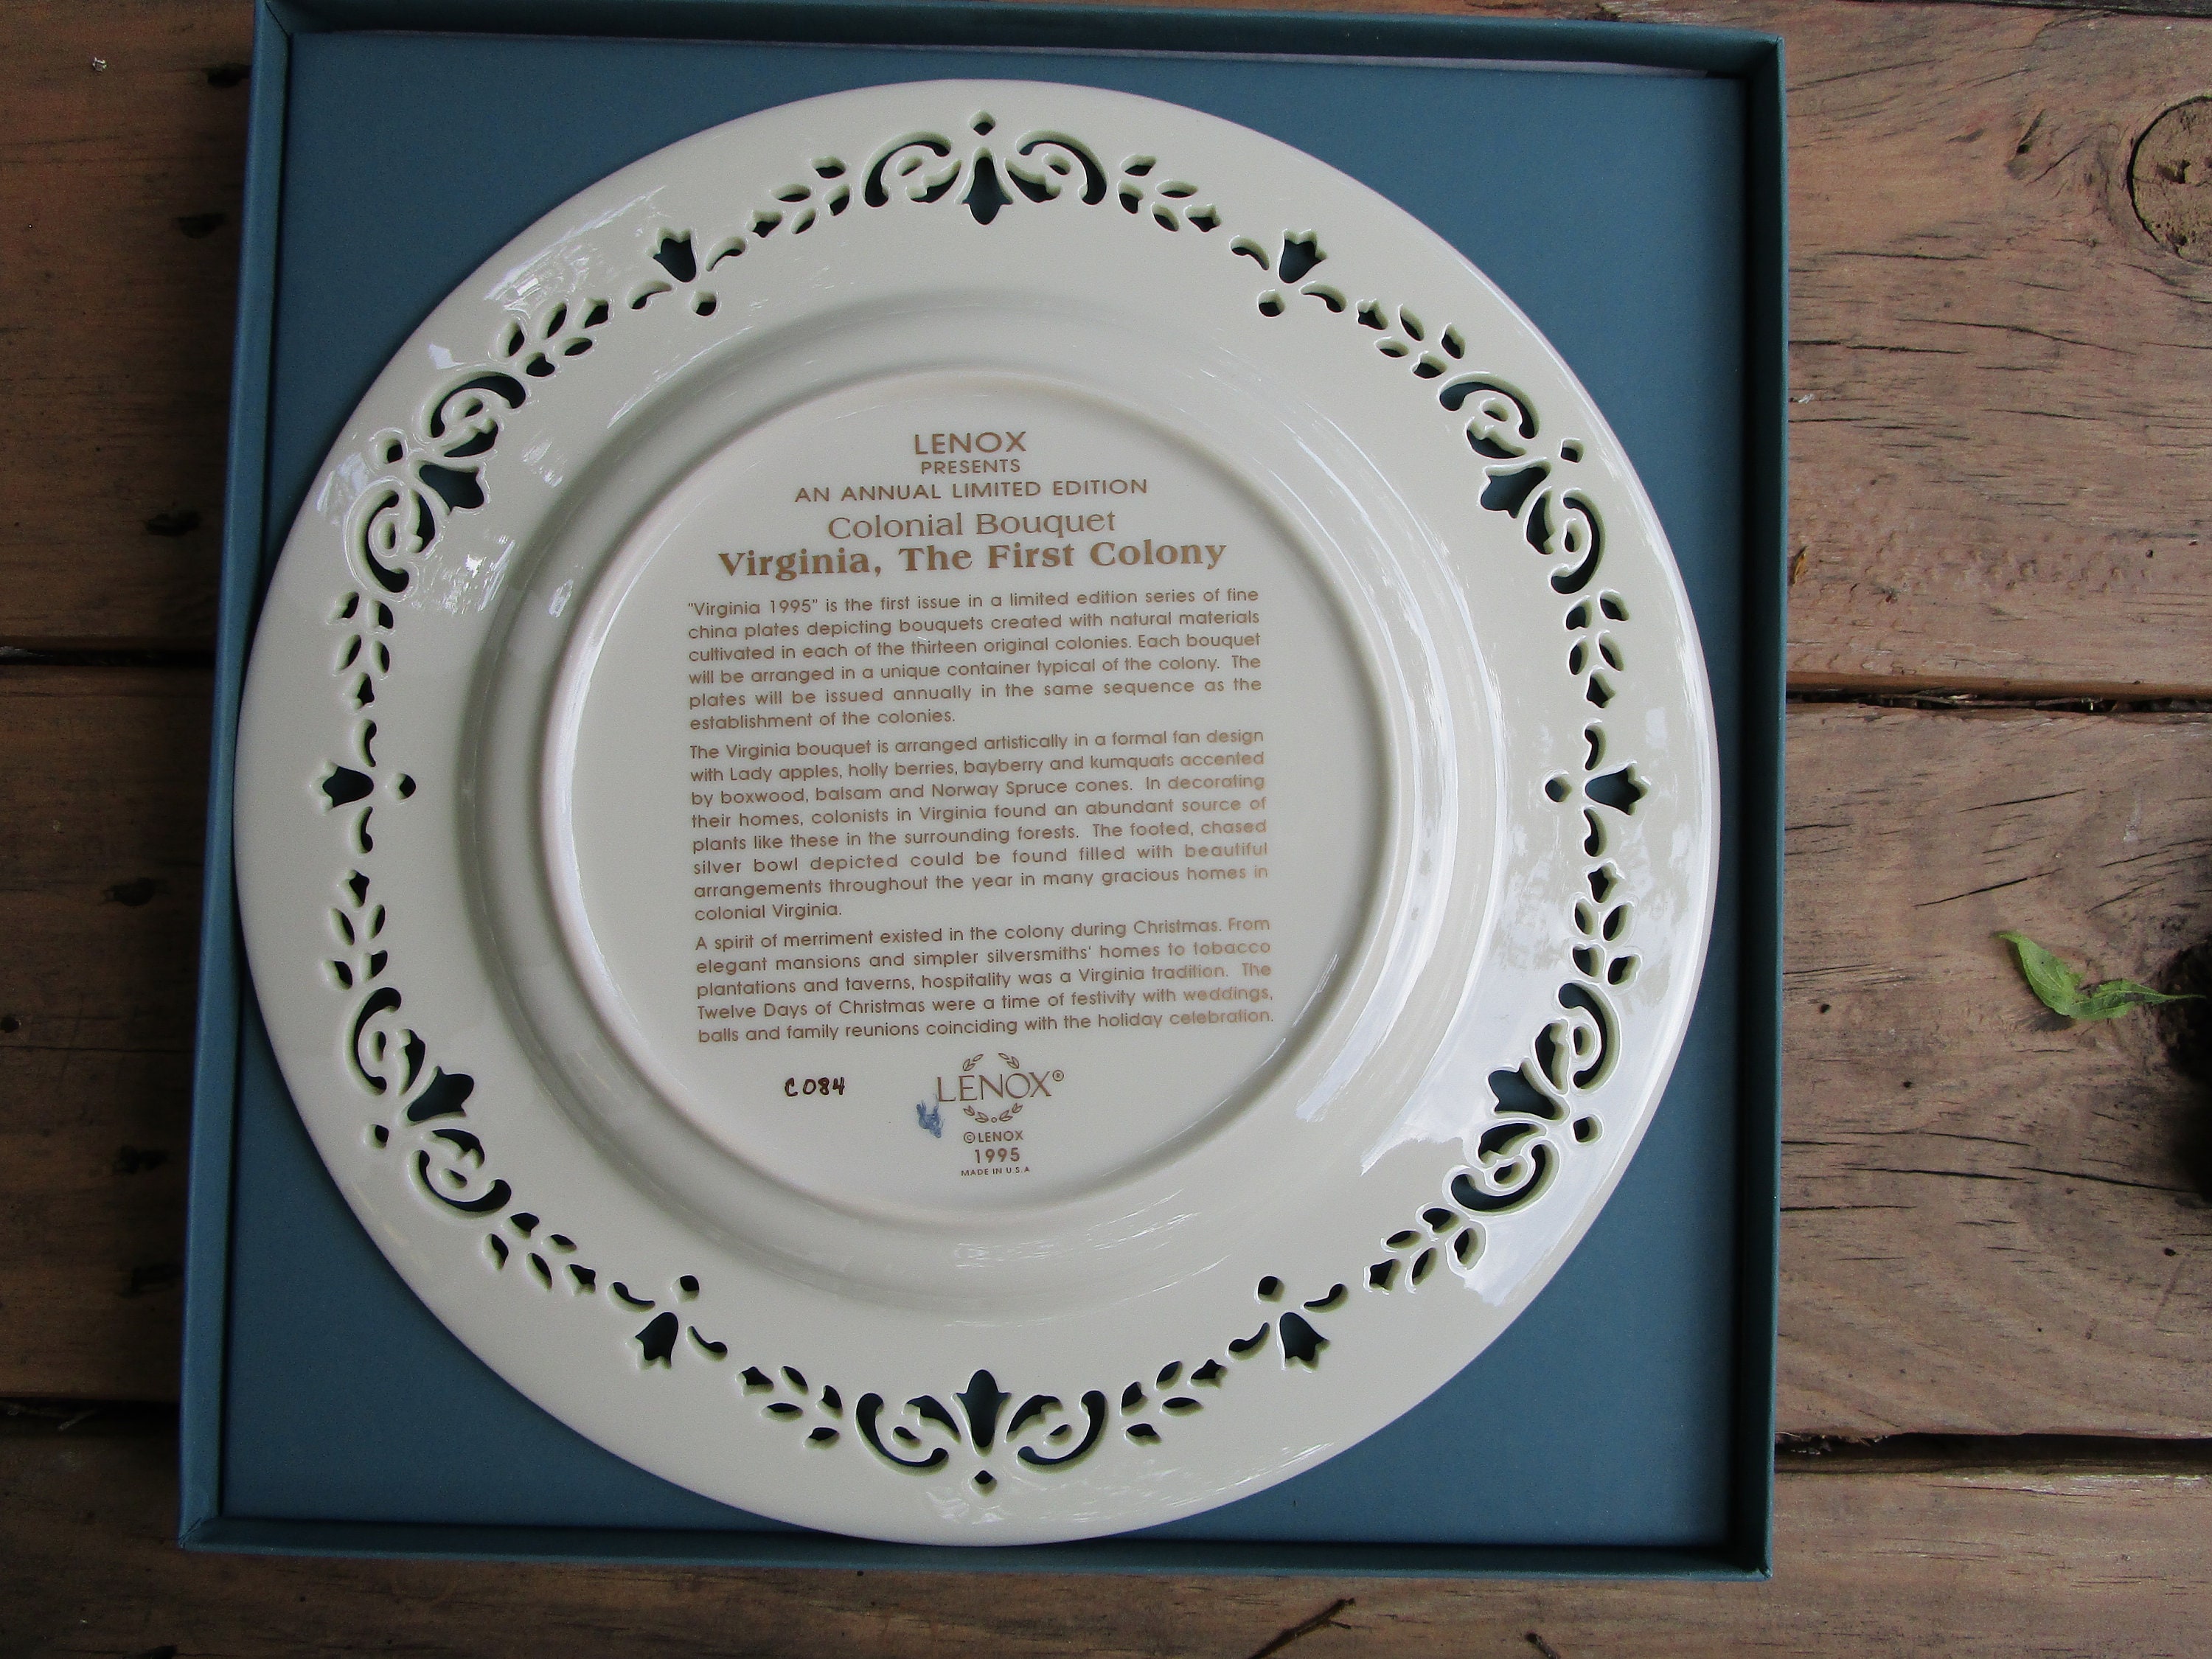 LENOX
PRESENTS
AN ANNUAL LIMITED EDITION
Colonial Bouquet
Virginia, The First Colony
"Virginia 1995" is the first issue in a limited edition series of fine
china plates depicting bouquets created with natural materials
cultivated in each of the thirteen original colonies. Each bouquet
will be arranged in a unique container typical of the colony. The
plates will be issued annually in the same sequence as the
establishment of the colonies.
The Virginia bouquet is arranged artistically in a formal fan design
with Lady apples, holly berries, bayberry and kumquats accented
by boxwood, balsam and Norway Spruce cones. In decorating
their homes, colonists in Virginia found an abundant source of
plants like these in the surrounding forests. The footed, chased
silver bowl depicted could be found filled with beautiful
arrangements throughout the year in many gracious homes in
colonial Virginia.
A spirit of merriment existed in the colony during Christmas. From
elegant mansions and simpler silversmiths' homes to tobacco
plantations and taverns, hospitality was a Virginia tradition. The
Twelve Days of Christmas were a time of festivity with weddings,
balls and family reunions coinciding with the holiday celebration.
C084
LENOX®
©LENOX
1995
MADE IN U.S.A